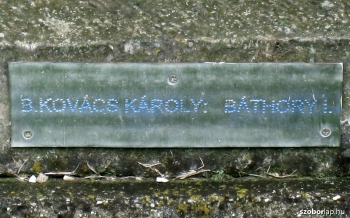 B.KOVÁCS KÁROLY: BÁTHORY I.
szoborlap.hu